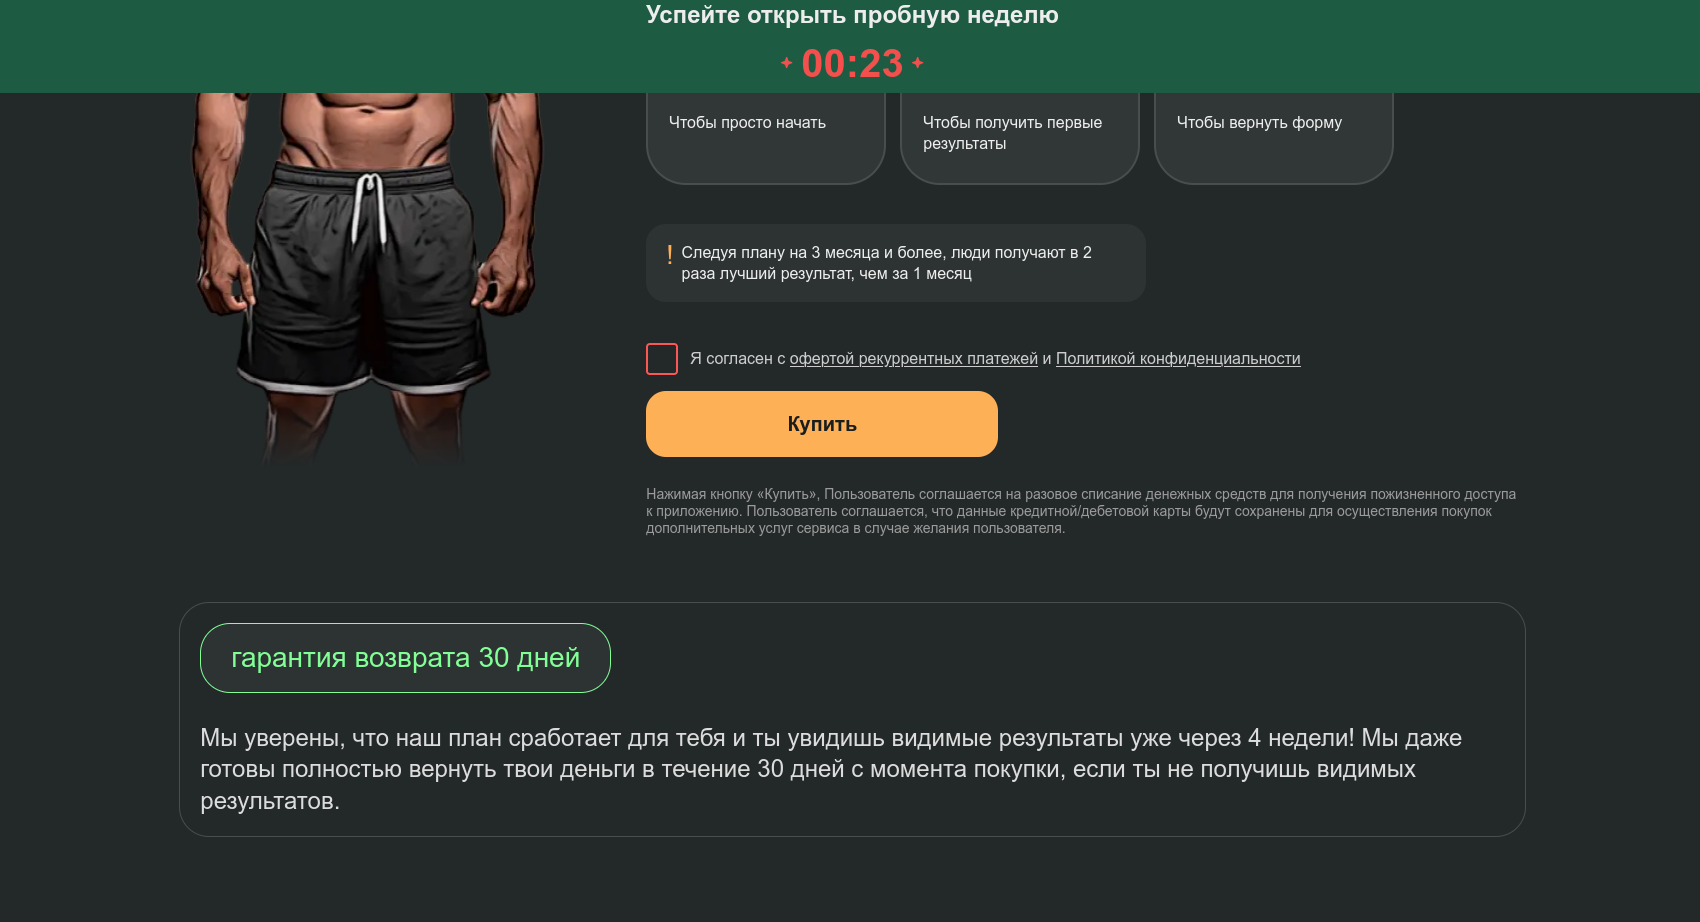 Успейте открыть пробную неделю
00:23
Чтобы просто начать
Чтобы получить первые
результаты
Чтобы вернуть форму
! Следуя плану на 3 месяца и более, люди получают в 2
раза лучший результат, чем за 1 месяц
Я согласен с офертой рекуррентных платежей и Политикой конфиденциальности
Купить
Нажимая кнопку «Купить», Пользователь соглашается на разовое списание денежных средств для получения пожизненного доступа
к приложению. Пользователь соглашается, что данные кредитной/дебетовой карты будут сохранены для осуществления покупок
дополнительных услуг сервиса в случае желания пользователя.
гарантия возврата 30 дней
Мы уверены, что наш план сработает для тебя и ты увидишь видимые результаты уже через 4 недели! Мы даже
готовы полностью вернуть твои деньги в течение 30 дней с момента покупки, если ты не получишь видимых
результатов.